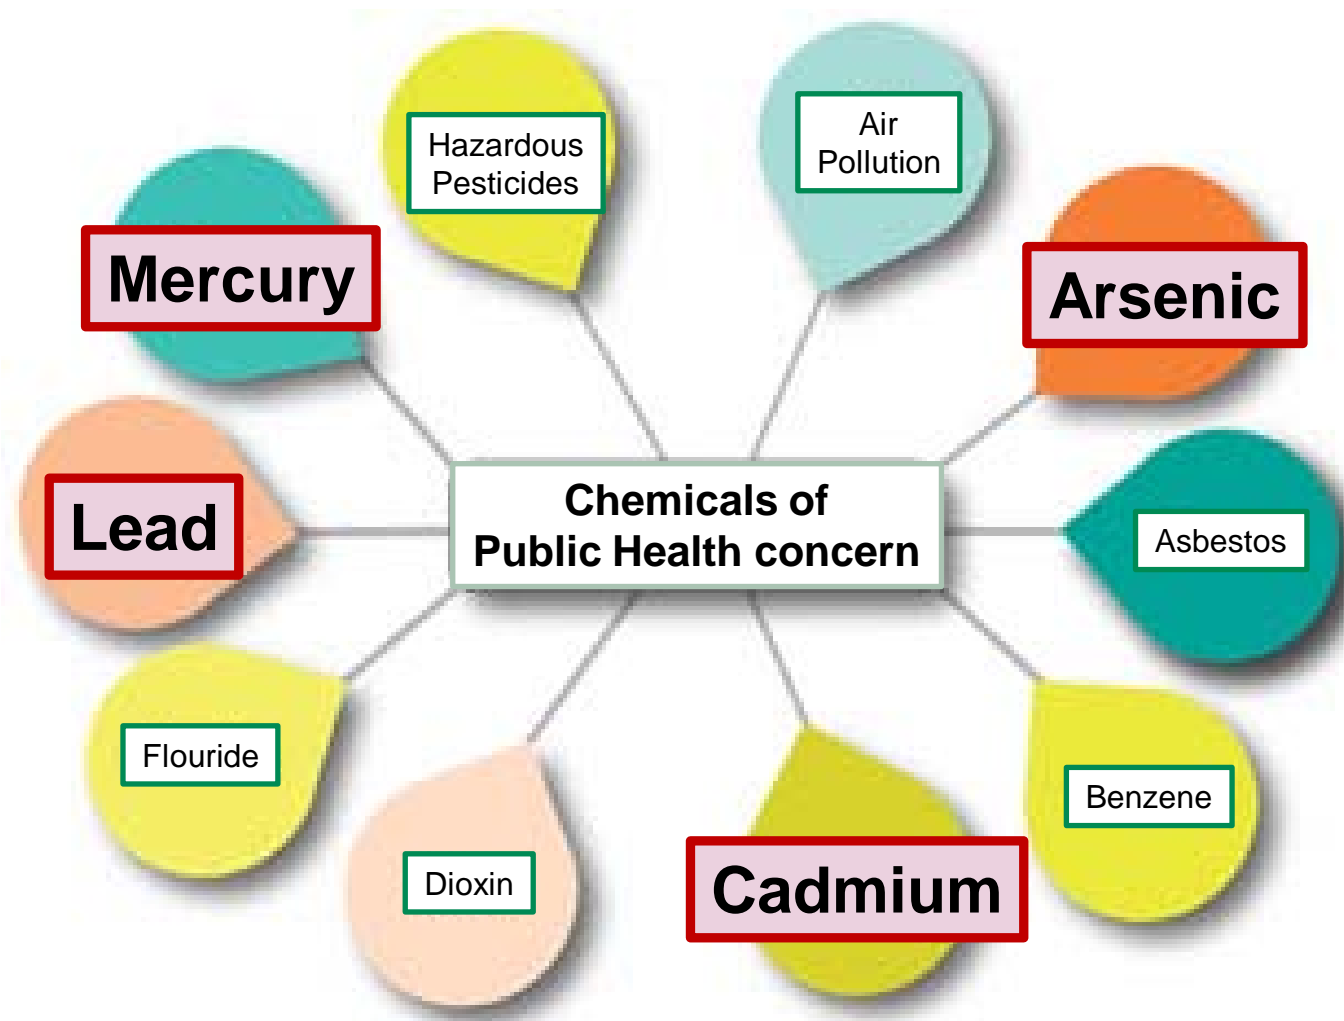 Hazardous
Pesticides
Air
Pollution
Mercury
Arsenic
Lead
Chemicals of
Public Health concern
Asbestos
Flouride
Benzene
Dioxin
Cadmium